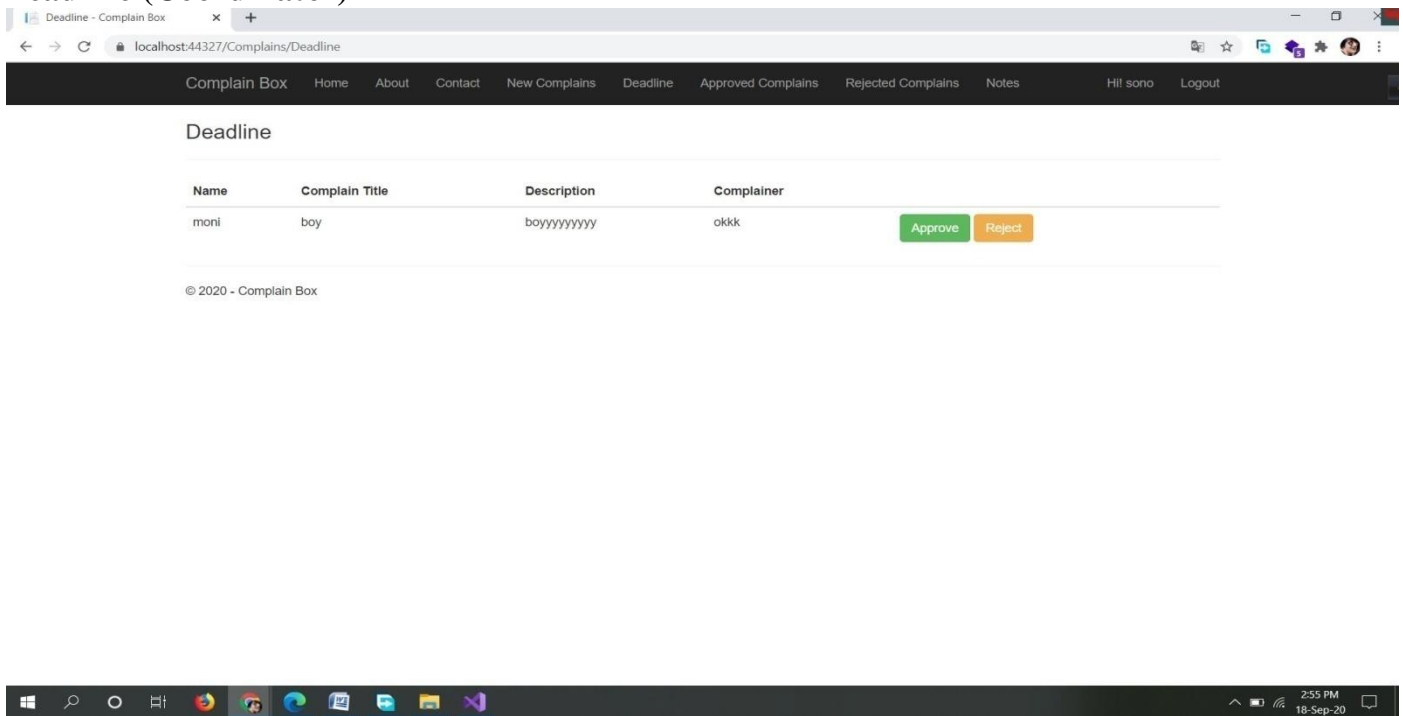 Deadline - Complain Box
localhost:44327/Complains/Deadline
5
Complain Box Home About Contact New Complains Deadline Approved Complains Rejected Complains Notes Hi! sono Logout
Deadline
Name Complain Title Description Complainer
moni boy boyyyyyyyyy okkk Approve Reject
© 2020 - Complain Box
2:55 PM
18-Sep-20